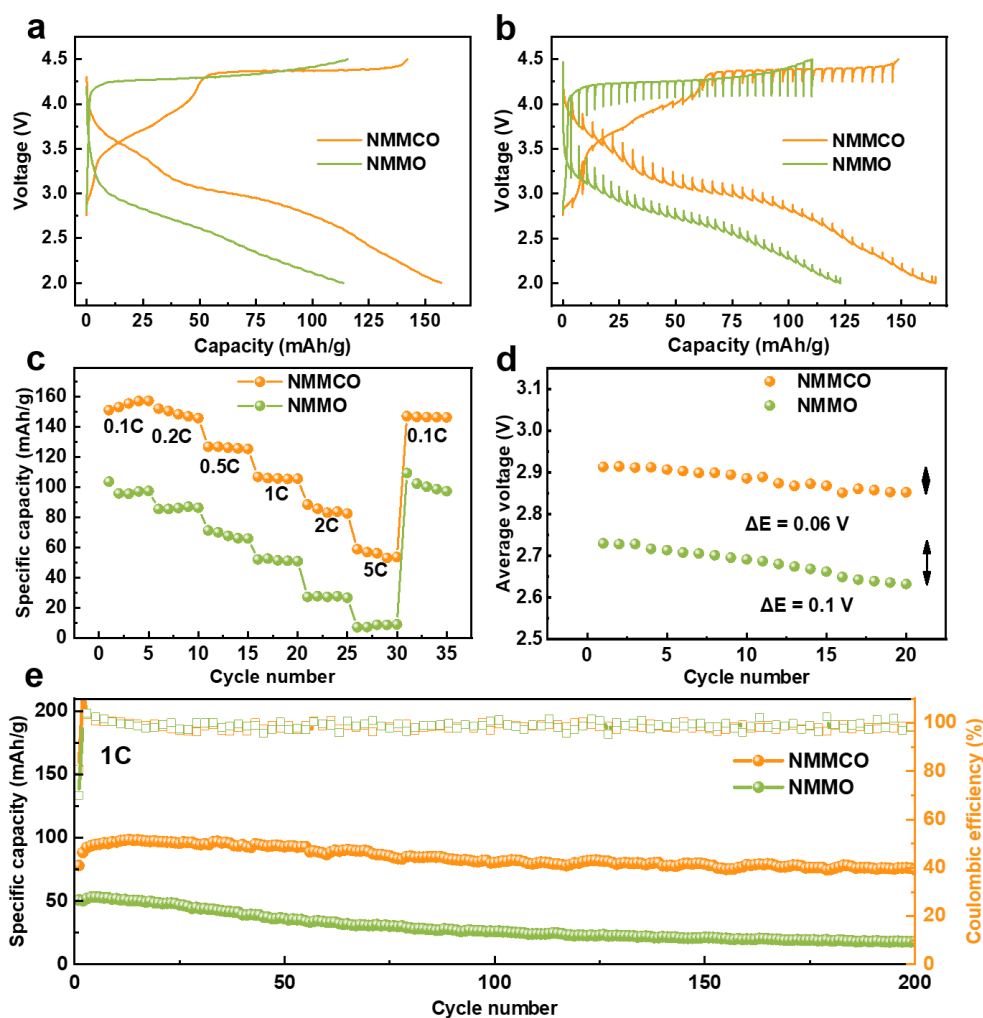 a
Voltage (V)
4.5
4.0
3.5
3.0
2.5
2.0
NMMCO
NMMO
0 25 50 75 100 125 150
Capacity (mAh/g)
b
Voltage (V)
4.5
4.0
3.5
3.0
2.5
2.0
NMMCO
NMMO
0 25 50 75 100 125 150
Capacity (mAh/g)
c
Specific capacity (mAh/g)
160
140
120
100
80
60
40
20
0
NMMCO
NMMO
0.1C
0.2C
0.5C
1C
2C
5C
0.1C
0 5 10 15 20 25 30 35
Cycle number
d
Average voltage (V)
3.1
3.0
2.9
2.8
2.7
2.6
2.5
NMMCO
NMMO
ΔE = 0.06 V
ΔE = 0.1 V
0 5 10 15 20
Cycle number
e
Specific capacity (mAh/g)
200
150
100
50
0
1C
NMMCO
NMMO
100
80
60
40
20
0
Coulombic efficiency (%)
0 50 100 150 200
Cycle number